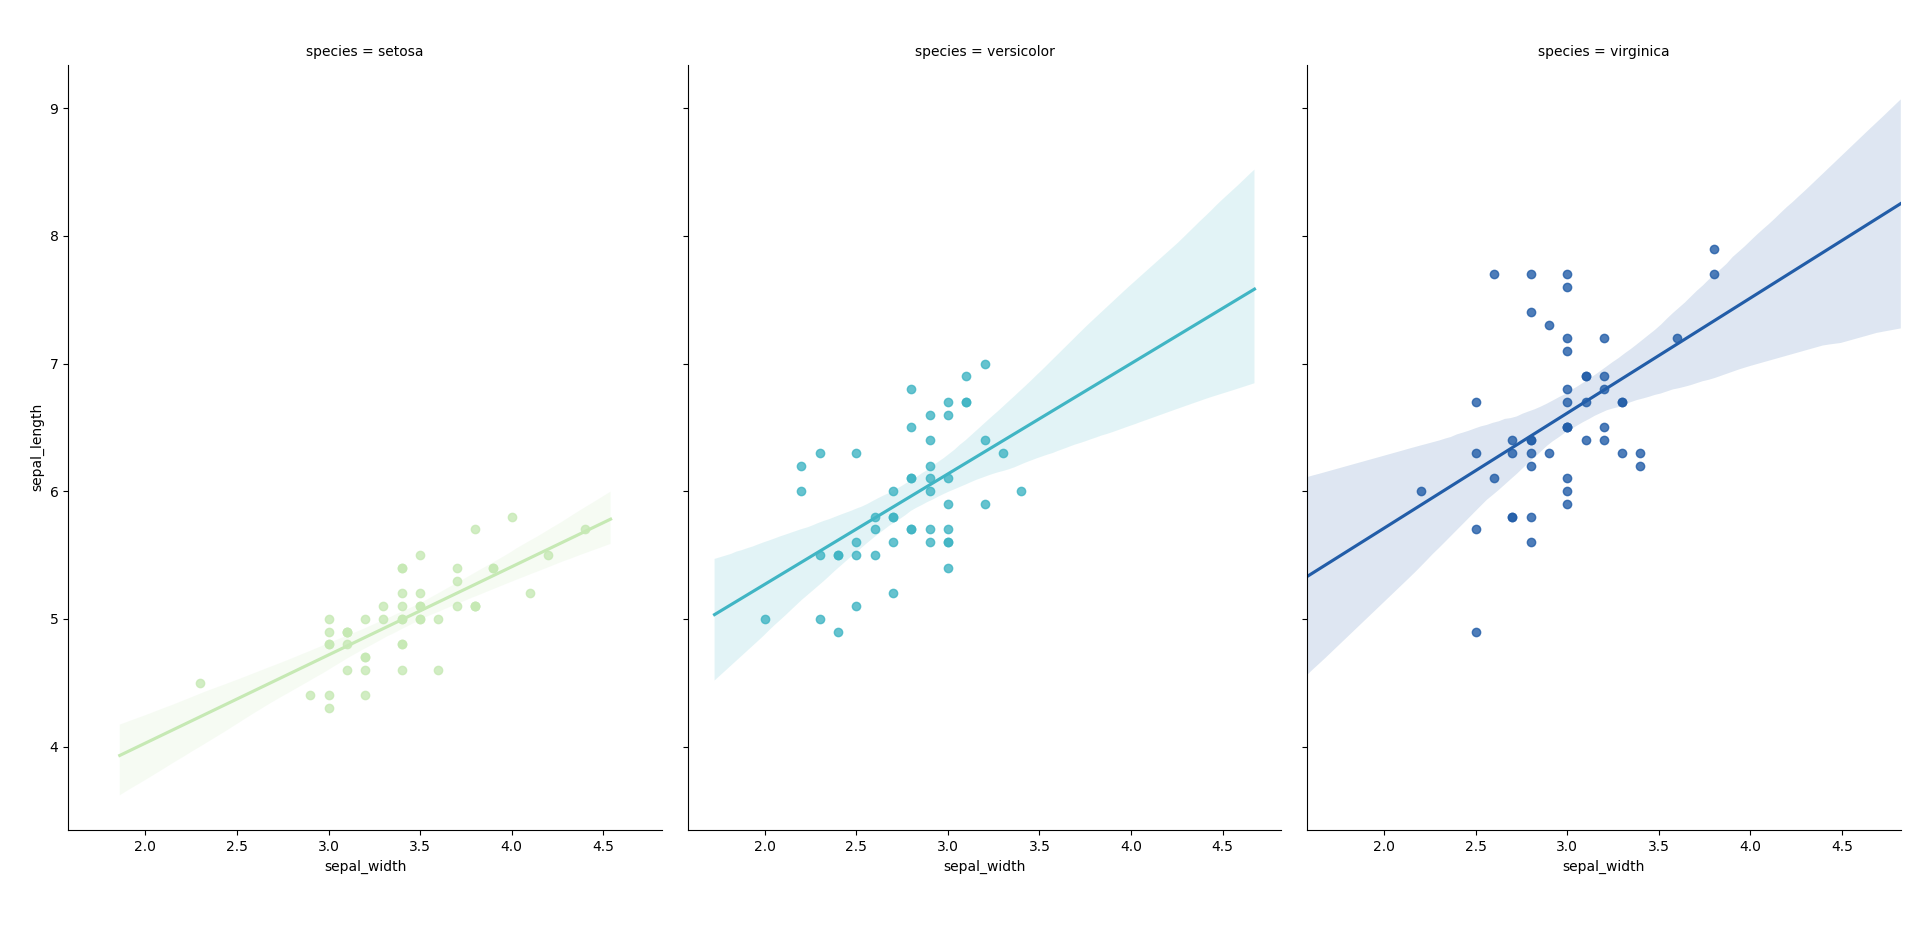 species = setosa
species = versicolor
species = virginica
9
8
7
6
5
4
sepal_length
2.0 2.5 3.0 3.5 4.0 4.5
2.0 2.5 3.0 3.5 4.0 4.5
2.0 2.5 3.0 3.5 4.0 4.5
sepal_width
sepal_width
sepal_width